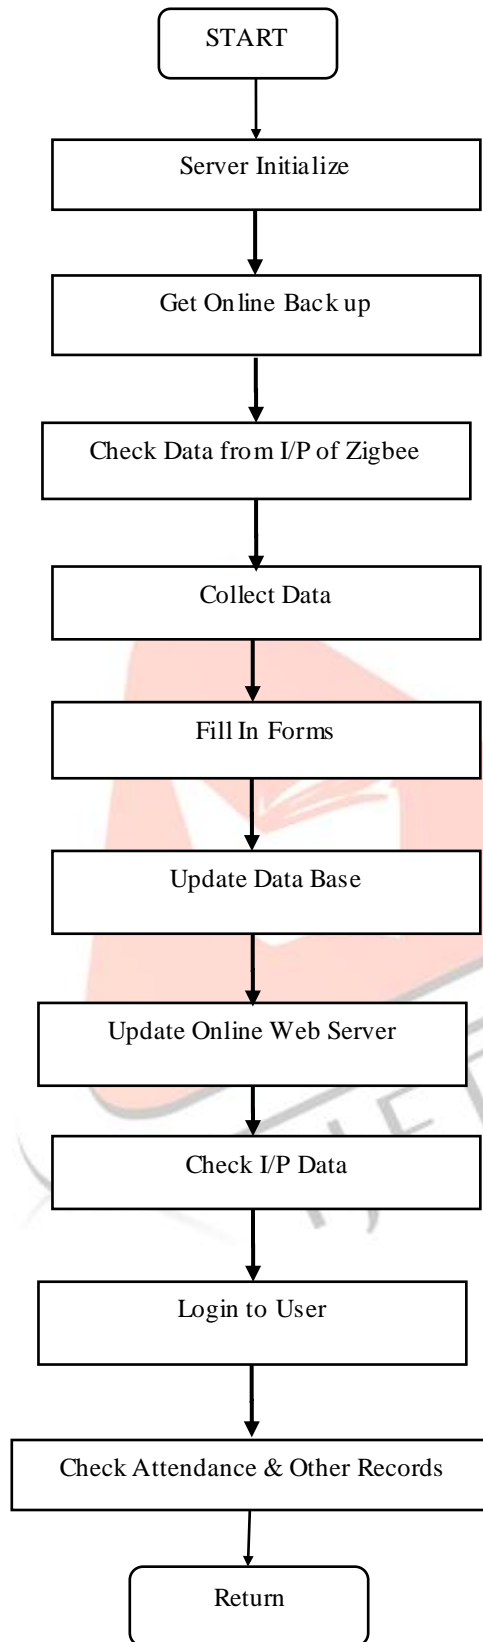 START
Server Initialize
Get Online Back up
Check Data from I/P of Zigbee
Collect Data
Fill In Forms
Update Data Base
Update Online Web Server
Check I/P Data
Login to User
Check Attendance & Other Records
Return